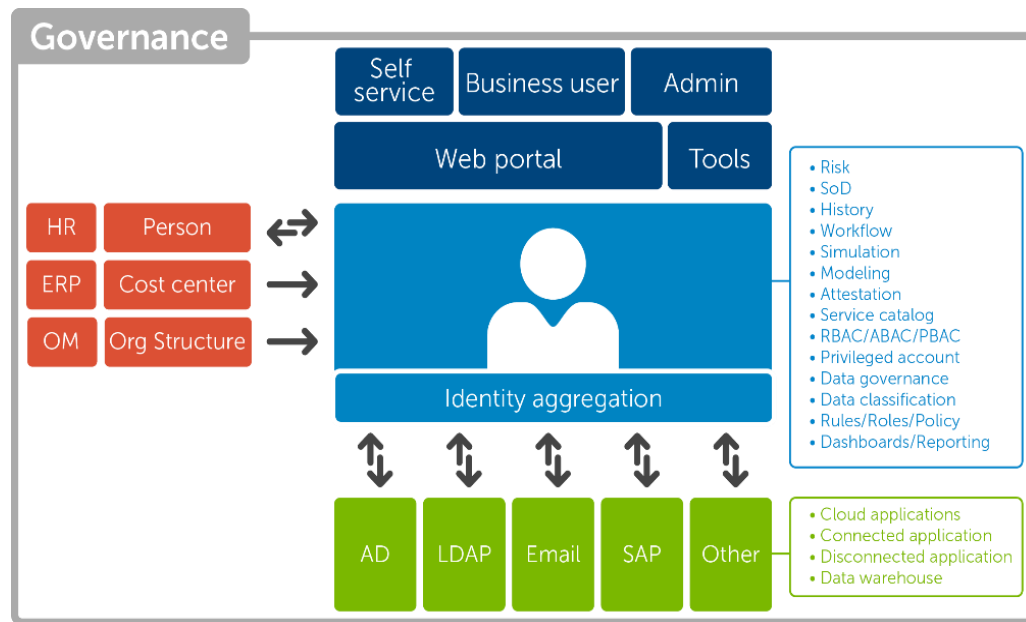 Governance
Self
service
Business user
Admin
Web portal
Tools
HR
Person
ERP
Cost center
OM
Org Structure
Identity aggregation
• Risk
• SoD
• History
• Workflow
• Simulation
• Modeling
• Attestation
• Service catalog
• RBAC/ABAC/PBAC
• Privileged account
• Data governance
• Data classification
• Rules/Roles/Policy
• Dashboards/Reporting
AD
LDAP
Email
SAP
Other
• Cloud applications
• Connected application
• Disconnected application
• Data warehouse